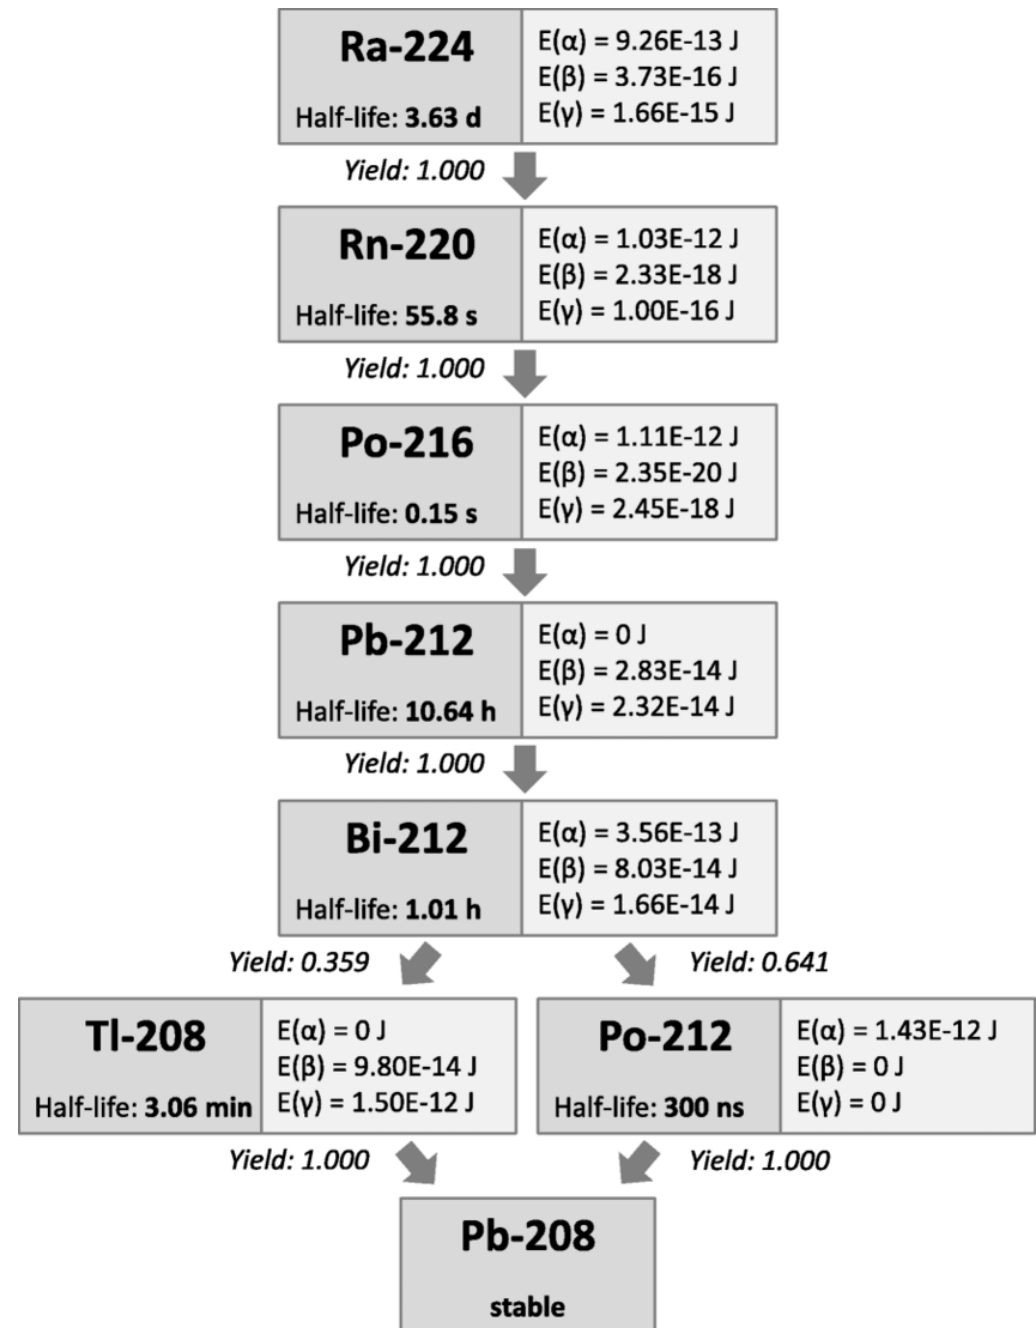 Ra-224
Half-life: 3.63 d
E(α) = 9.26E-13 J
E(β) = 3.73E-16 J
E(γ) = 1.66E-15 J
Yield: 1.000
Rn-220
Half-life: 55.8 s
E(α) = 1.03E-12 J
E(β) = 2.33E-18 J
E(γ) = 1.00E-16 J
Yield: 1.000
Po-216
Half-life: 0.15 s
E(α) = 1.11E-12 J
E(β) = 2.35E-20 J
E(γ) = 2.45E-18 J
Yield: 1.000
Pb-212
Half-life: 10.64 h
E(α) = 0 J
E(β) = 2.83E-14 J
E(γ) = 2.32E-14 J
Yield: 1.000
Bi-212
Half-life: 1.01 h
E(α) = 3.56E-13 J
E(β) = 8.03E-14 J
E(γ) = 1.66E-14 J
Yield: 0.359
Yield: 0.641
Tl-208
Half-life: 3.06 min
E(α) = 0 J
E(β) = 9.80E-14 J
E(γ) = 1.50E-12 J
Po-212
Half-life: 300 ns
E(α) = 1.43E-12 J
E(β) = 0 J
E(γ) = 0 J
Yield: 1.000
Yield: 1.000
Pb-208
stable